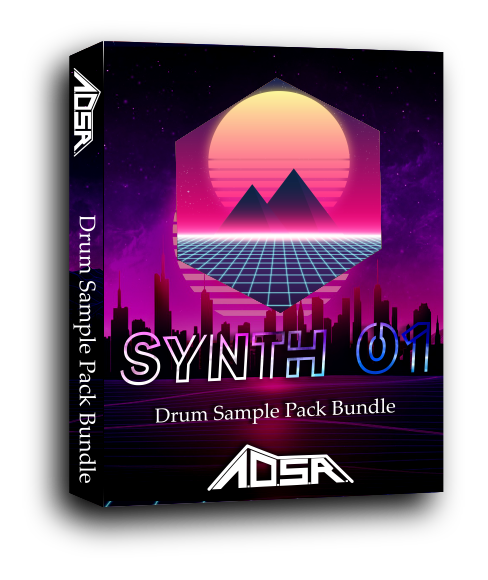 A.D.S.R.
Drum Sample Pack Bundle
SYNTH 01
Drum Sample Pack Bundle
A.D.S.R.